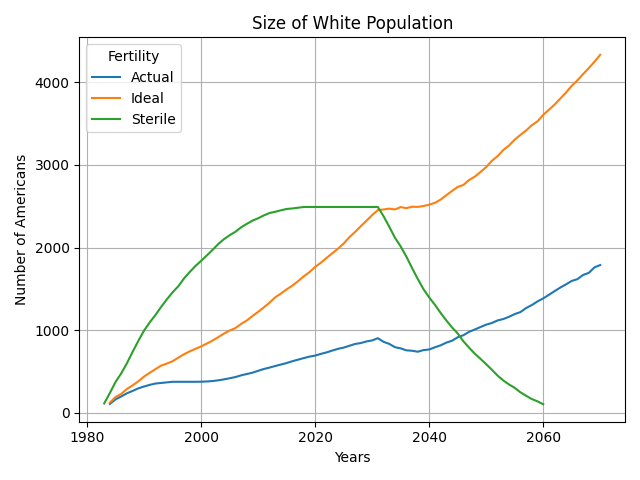 Size of White Population
Fertility
Actual
Ideal
Sterile
Number of Americans
4000
3000
2000
1000
0
1980
2000
2020
2040
2060
Years